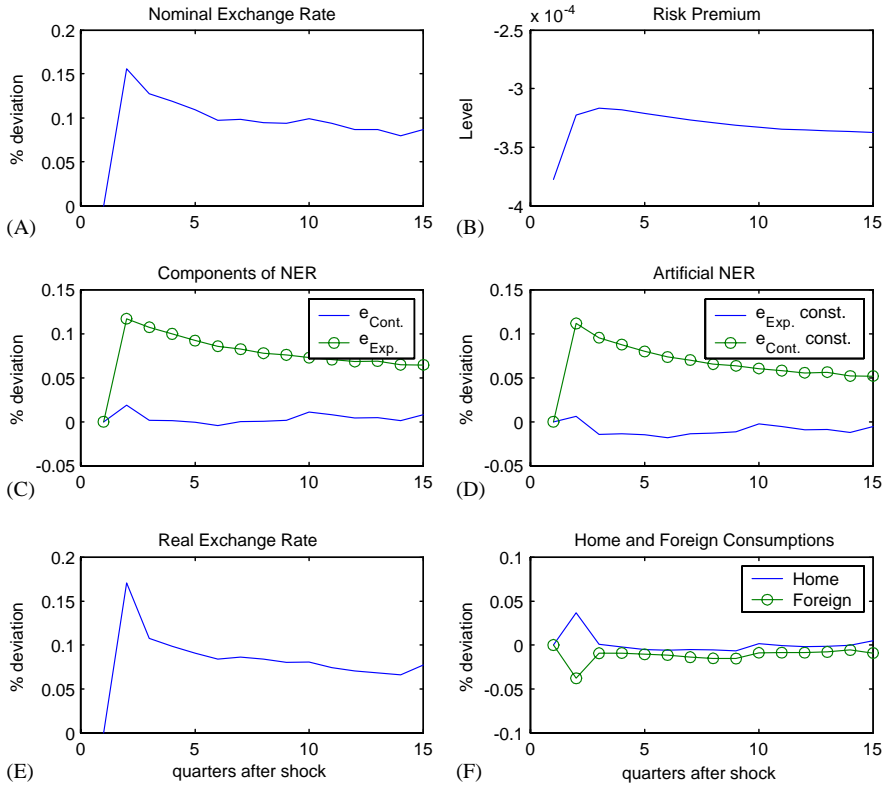 Nominal Exchange Rate
% deviation
0.2
0.15
0.1
0.05
0
0 5 10 15
(A)
Risk Premium
x 10^-4
Level
-2.5
-3
-3.5
-4
0 5 10 15
(B)
Components of NER
% deviation
0.15
0.1
0.05
0
-0.05
e_Cont.
e_Exp.
0 5 10 15
(C)
Artificial NER
% deviation
0.15
0.1
0.05
0
-0.05
e_Exp. const.
e_Cont. const.
0 5 10 15
(D)
Real Exchange Rate
% deviation
0.2
0.15
0.1
0.05
0
0 5 10 15
quarters after shock
(E)
Home and Foreign Consumptions
% deviation
0.1
0.05
0
-0.05
-0.1
Home
Foreign
0 5 10 15
quarters after shock
(F)